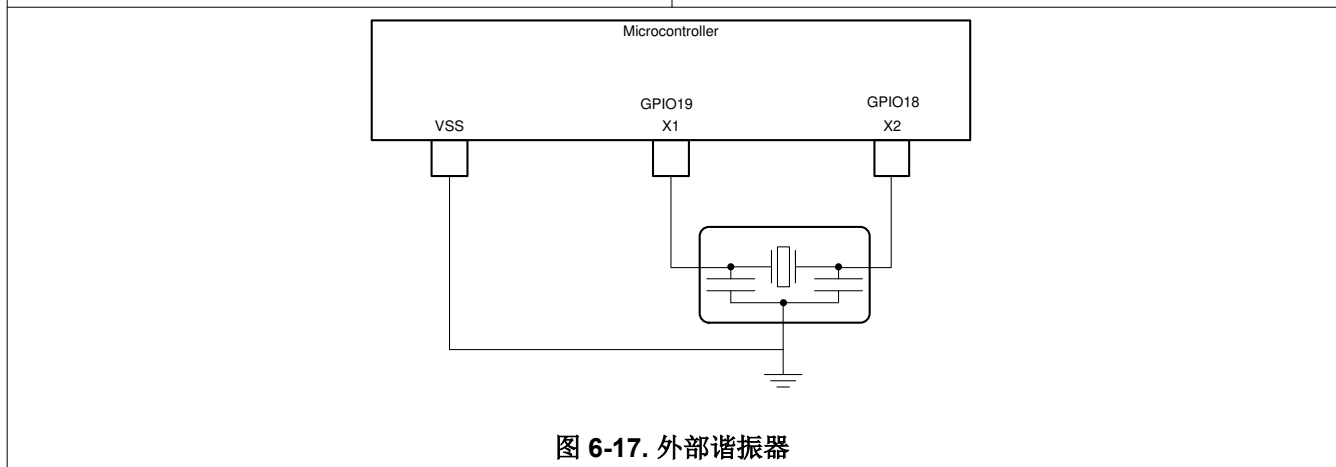 Microcontroller
GPIO19 GPIO18
VSS X1 X2
图 6-17. 外部谐振器